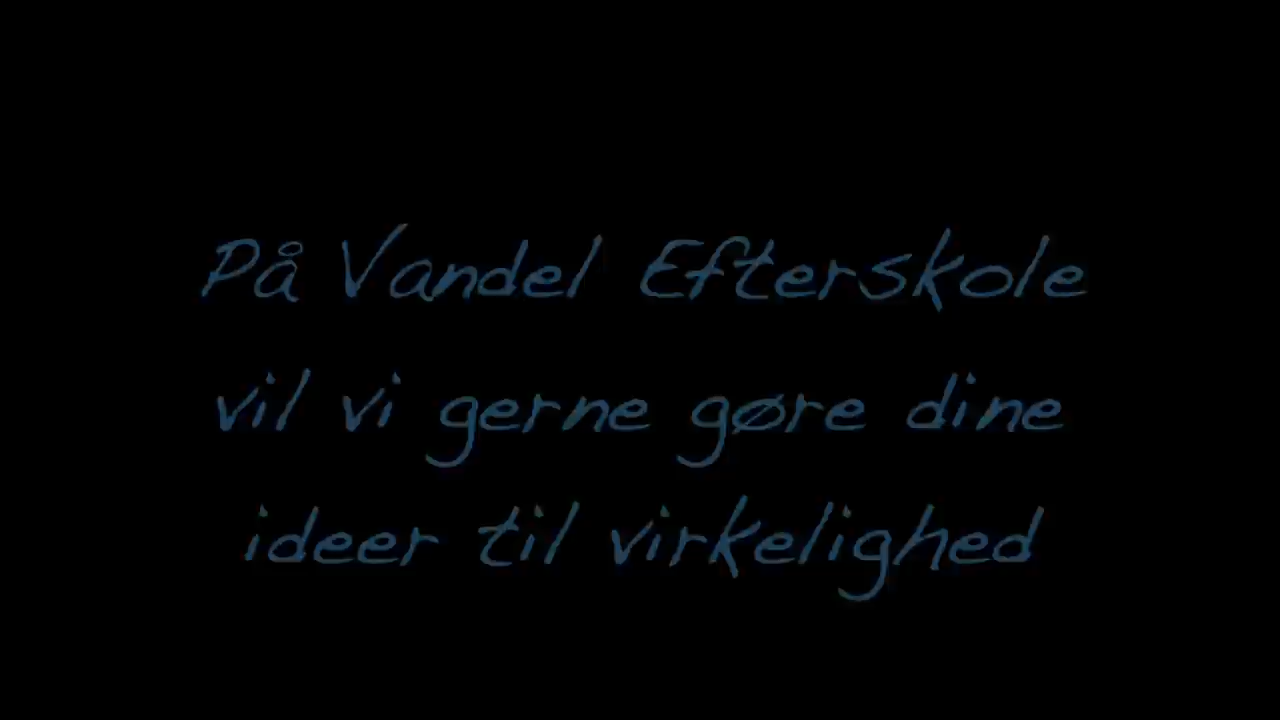 På Vandel Efterskole
vil vi gerne gøre dine
ideer til virkelighed